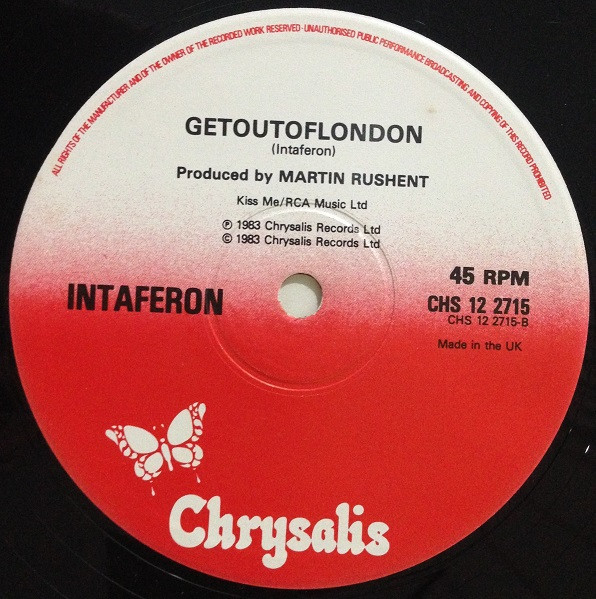 ALL RIGHTS OF THE MANUFACTURER AND OF THE OWNER OF THE RECORDED WORK RESERVED · UNAUTHORISED PUBLIC PERFORMANCE BROADCASTING AND COPYING OF THIS RECORD PROHIBITED
GETOUTOFLONDON
(Intaferon)
Produced by MARTIN RUSHENT
Kiss Me/RCA Music Ltd
℗ 1983 Chrysalis Records Ltd
© 1983 Chrysalis Records Ltd
INTAFERON
45 RPM
CHS 12 2715
CHS 12 2715-B
Made in the UK
Chrysalis